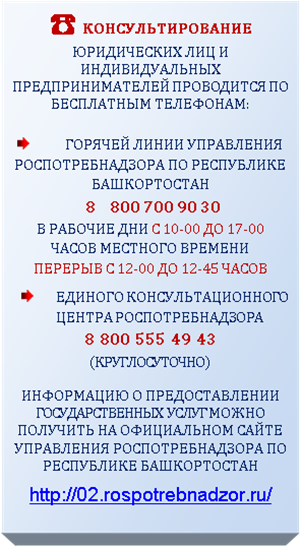 КОНСУЛЬТИРОВАНИЕ
ЮРИДИЧЕСКИХ ЛИЦ И
ИНДИВИДУАЛЬНЫХ
ПРЕДПРИНИМАТЕЛЕЙ ПРОВОДИТСЯ ПО
БЕСПЛАТНЫМ ТЕЛЕФОНАМ:
ГОРЯЧЕЙ ЛИНИИ УПРАВЛЕНИЯ
РОСПОТРЕБНАДЗОРА ПО РЕСПУБЛИКЕ
БАШКОРТОСТАН
8 800 700 90 30
В РАБОЧИЕ ДНИ С 10-00 ДО 17-00
ЧАСОВ МЕСТНОГО ВРЕМЕНИ
ПЕРЕРЫВ С 12-00 ДО 12-45 ЧАСОВ
ЕДИНОГО КОНСУЛЬТАЦИОННОГО
ЦЕНТРА РОСПОТРЕБНАДЗОРА
8 800 555 49 43
(КРУГЛОСУТОЧНО)
ИНФОРМАЦИЮ О ПРЕДОСТАВЛЕНИИ
ГОСУДАРСТВЕННЫХ УСЛУГ МОЖНО
ПОЛУЧИТЬ НА ОФИЦИАЛЬНОМ САЙТЕ
УПРАВЛЕНИЯ РОСПОТРЕБНАДЗОРА ПО
РЕСПУБЛИКЕ БАШКОРТОСТАН
http://02.rospotrebnadzor.ru/